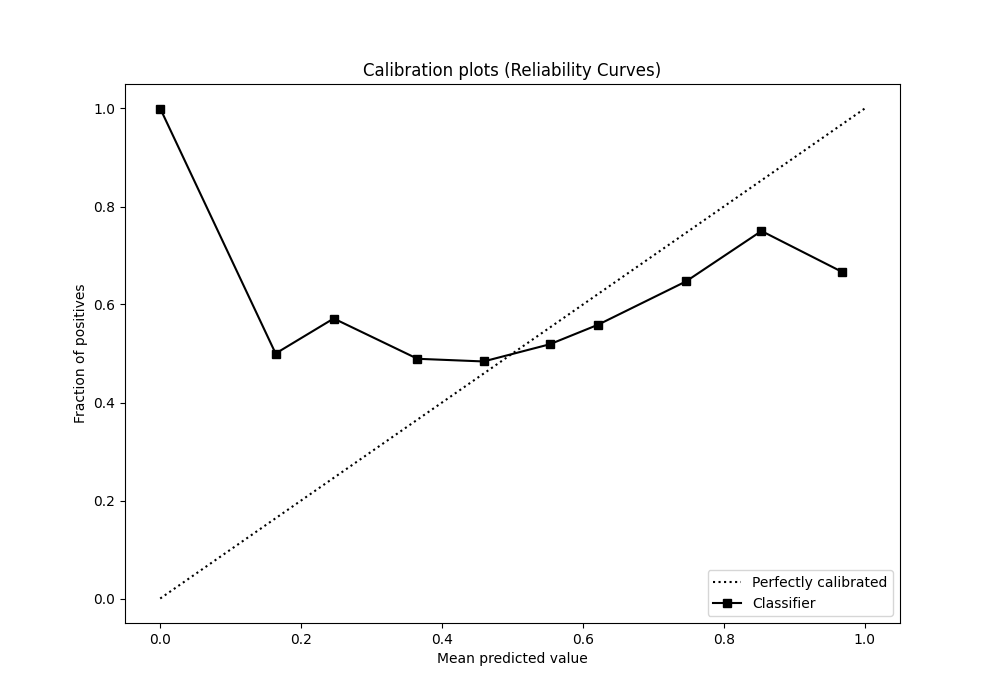 Calibration plots (Reliability Curves)
Fraction of positives
1.0
0.8
0.6
0.4
0.2
0.0
0.0 0.2 0.4 0.6 0.8 1.0
Mean predicted value
Perfectly calibrated
Classifier